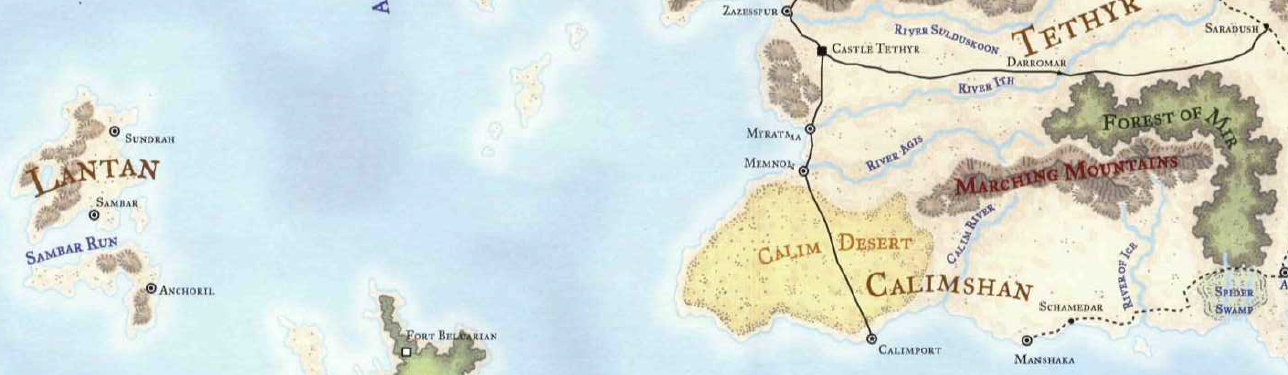 A
Zazesspur
River Sulduskoon
Tethyr
Saradush
Castle Tethyr
Darromar
River Ith
Forest of Mir
Sundrah
Myratma
Lantan
Memnon
River Agis
Marching Mountains
Sambar
Sambar Run
Calim Desert
Calim River
River of Ice
Calimshan
Anchoril
Spider
Swamp
A
Schamedar
Fort Beluarian
Calimport
Manshaka